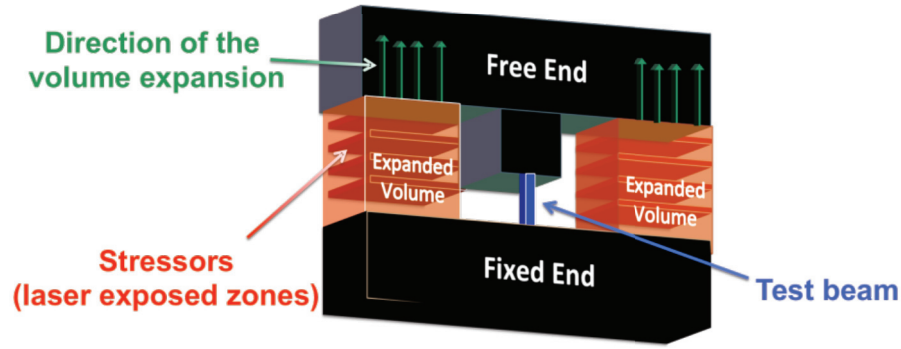 Direction of the
volume expansion
Free End
Expanded
Volume
Expanded
Volume
Stressors
(laser exposed zones)
Fixed End
Test beam